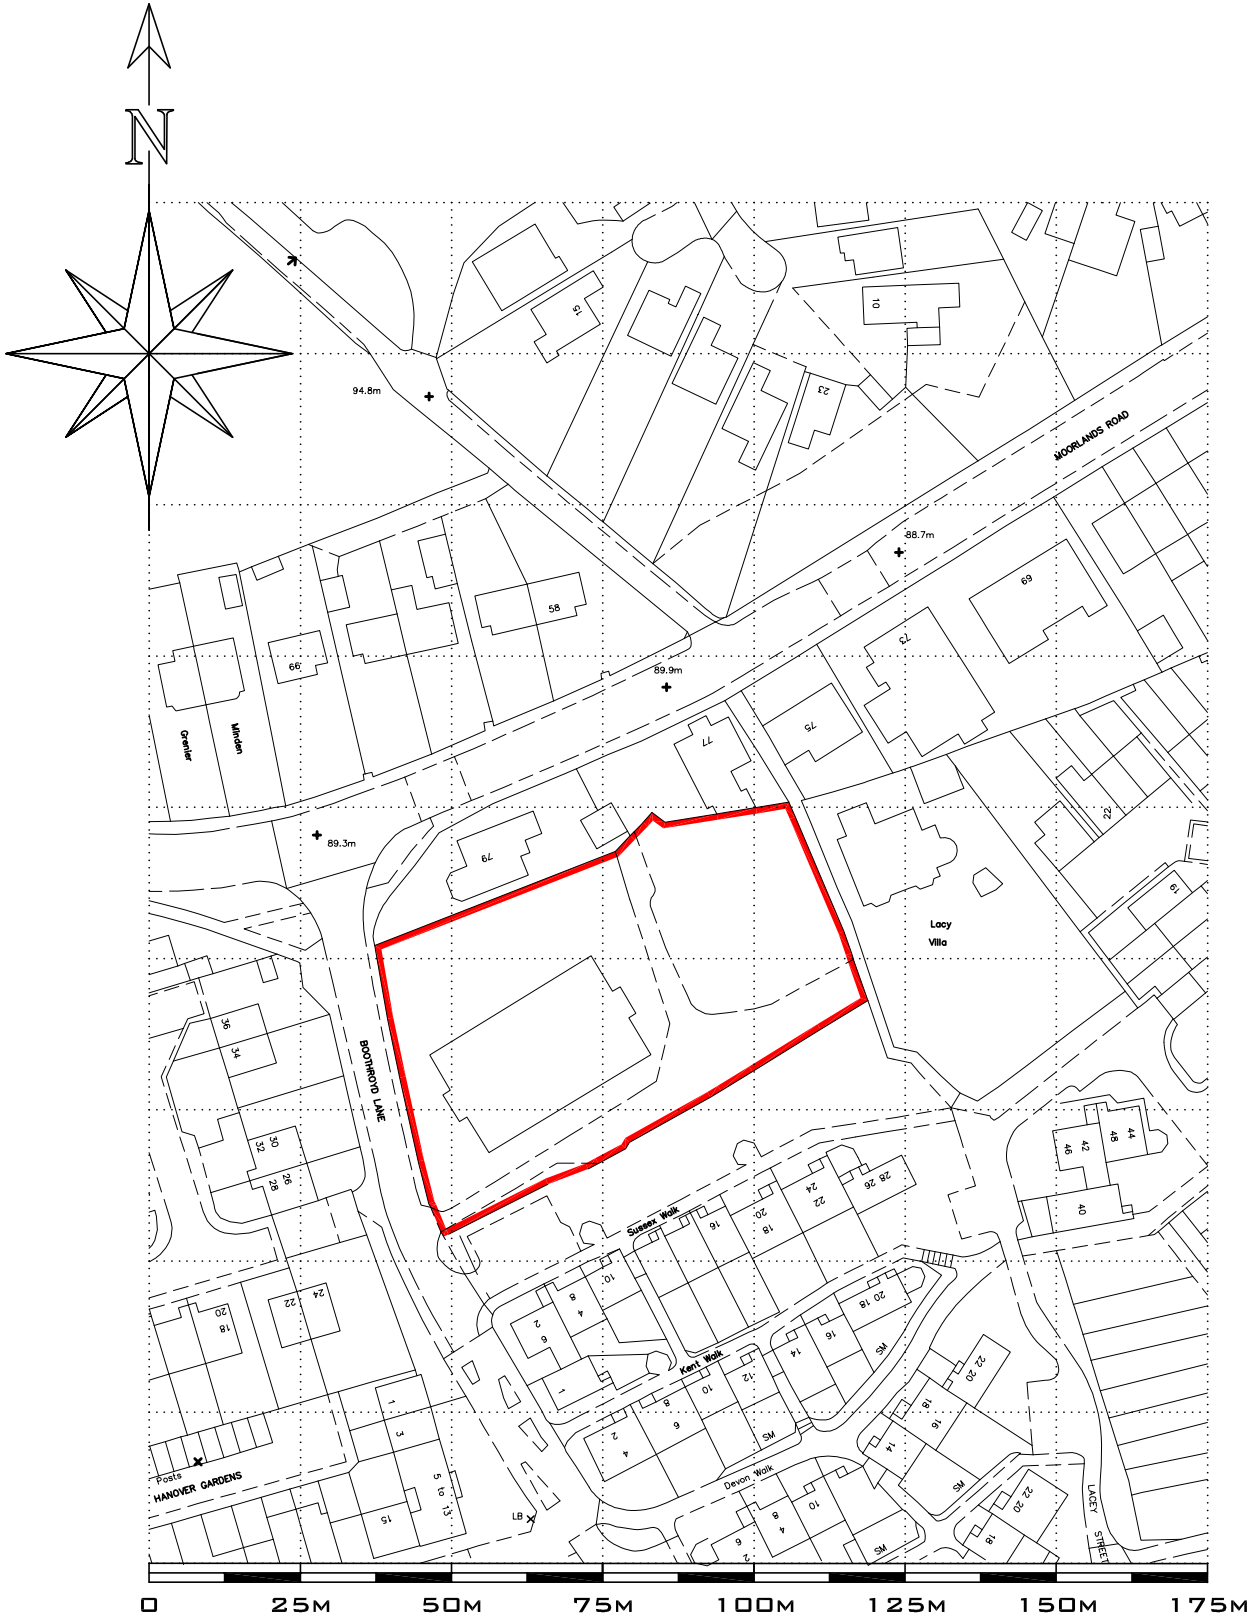 N
94.8m
15
10
23
MOORLANDS ROAD
88.7m
58
69
73
66
89.9m
Grenier
Minden
77
75
22
89.3m
79
19
Lacy
Villa
36
34
BOOTHROYD LANE
30
32
26
28
44
48
42
46
40
28
26
24
22
20
18
16
Sussex Walk
10
8
4
2
6
1
24
22
20
18
20 18
16
14
SM
Kent Walk
12
10
8
6
2
4
SM
22 20
18
16
14
SM
1
3
5 to 13
15
Posts
HANOVER GARDENS
LB
Devon Walk
10
8
4
6
2
SM
22 20
18
LACEY STREET
0 25M 50M 75M 100M 125M 150M 175M